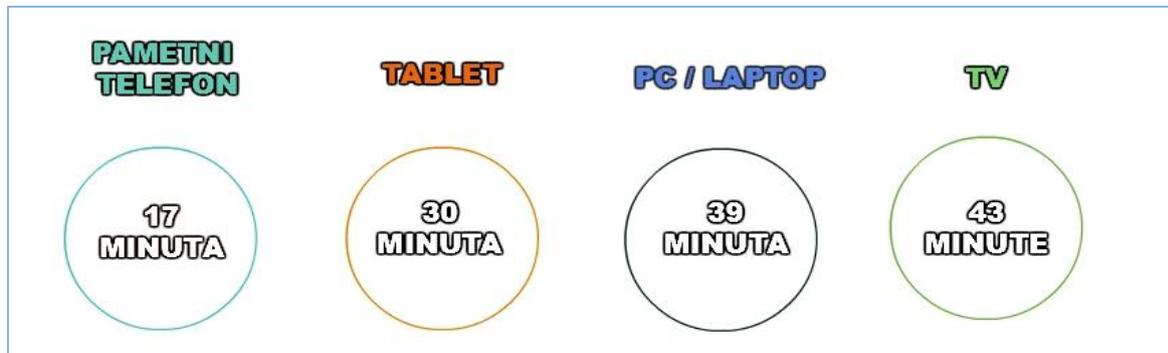 PAMETNI
TELEFON
TABLET
PC / LAPTOP
TV
17
MINUTA
30
MINUTA
39
MINUTA
43
MINUTE